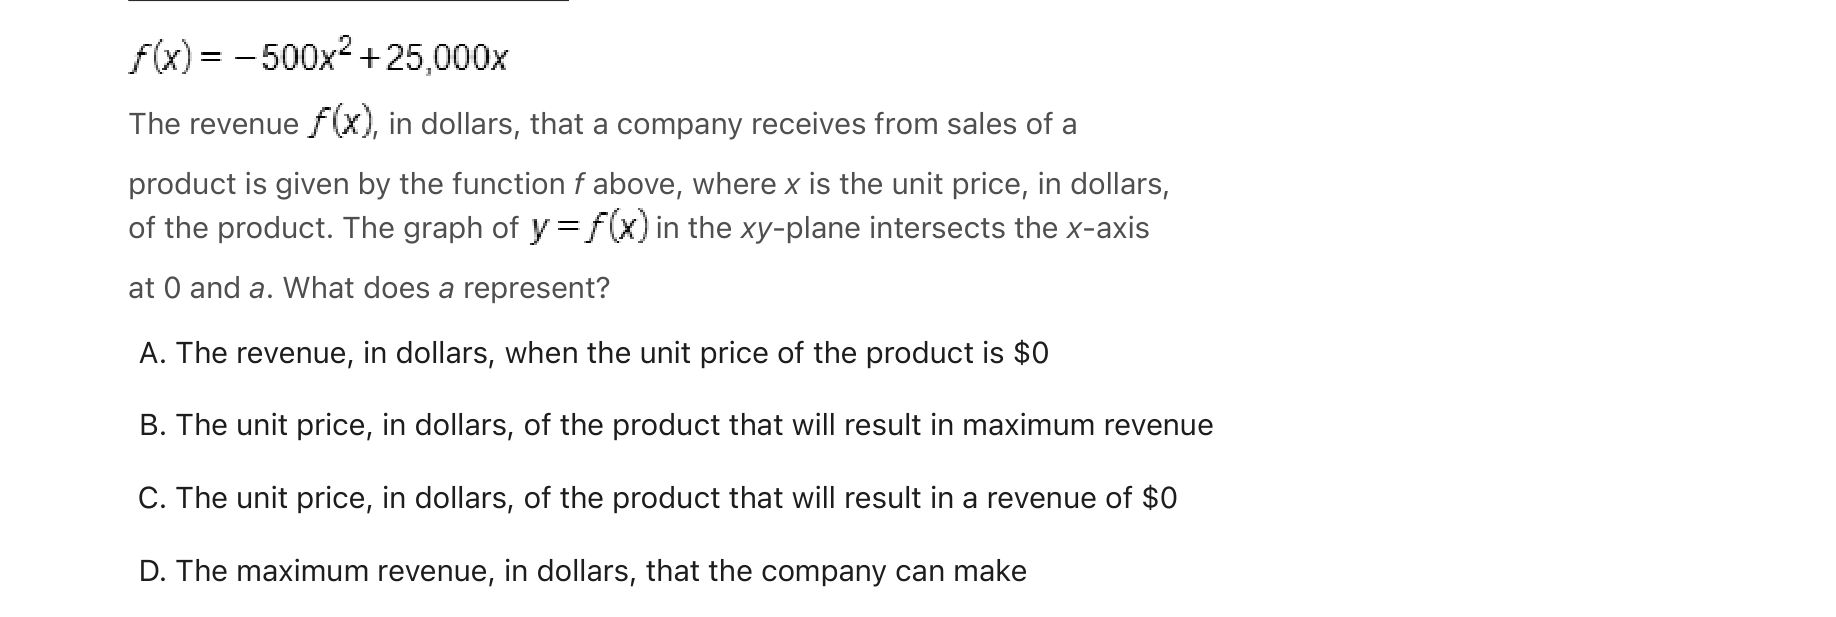 f(x) = −500x² + 25,000x
The revenue f(x), in dollars, that a company receives from sales of a
product is given by the function f above, where x is the unit price, in dollars,
of the product. The graph of y = f(x) in the xy-plane intersects the x-axis
at 0 and a. What does a represent?
A. The revenue, in dollars, when the unit price of the product is $0
B. The unit price, in dollars, of the product that will result in maximum revenue
C. The unit price, in dollars, of the product that will result in a revenue of $0
D. The maximum revenue, in dollars, that the company can make